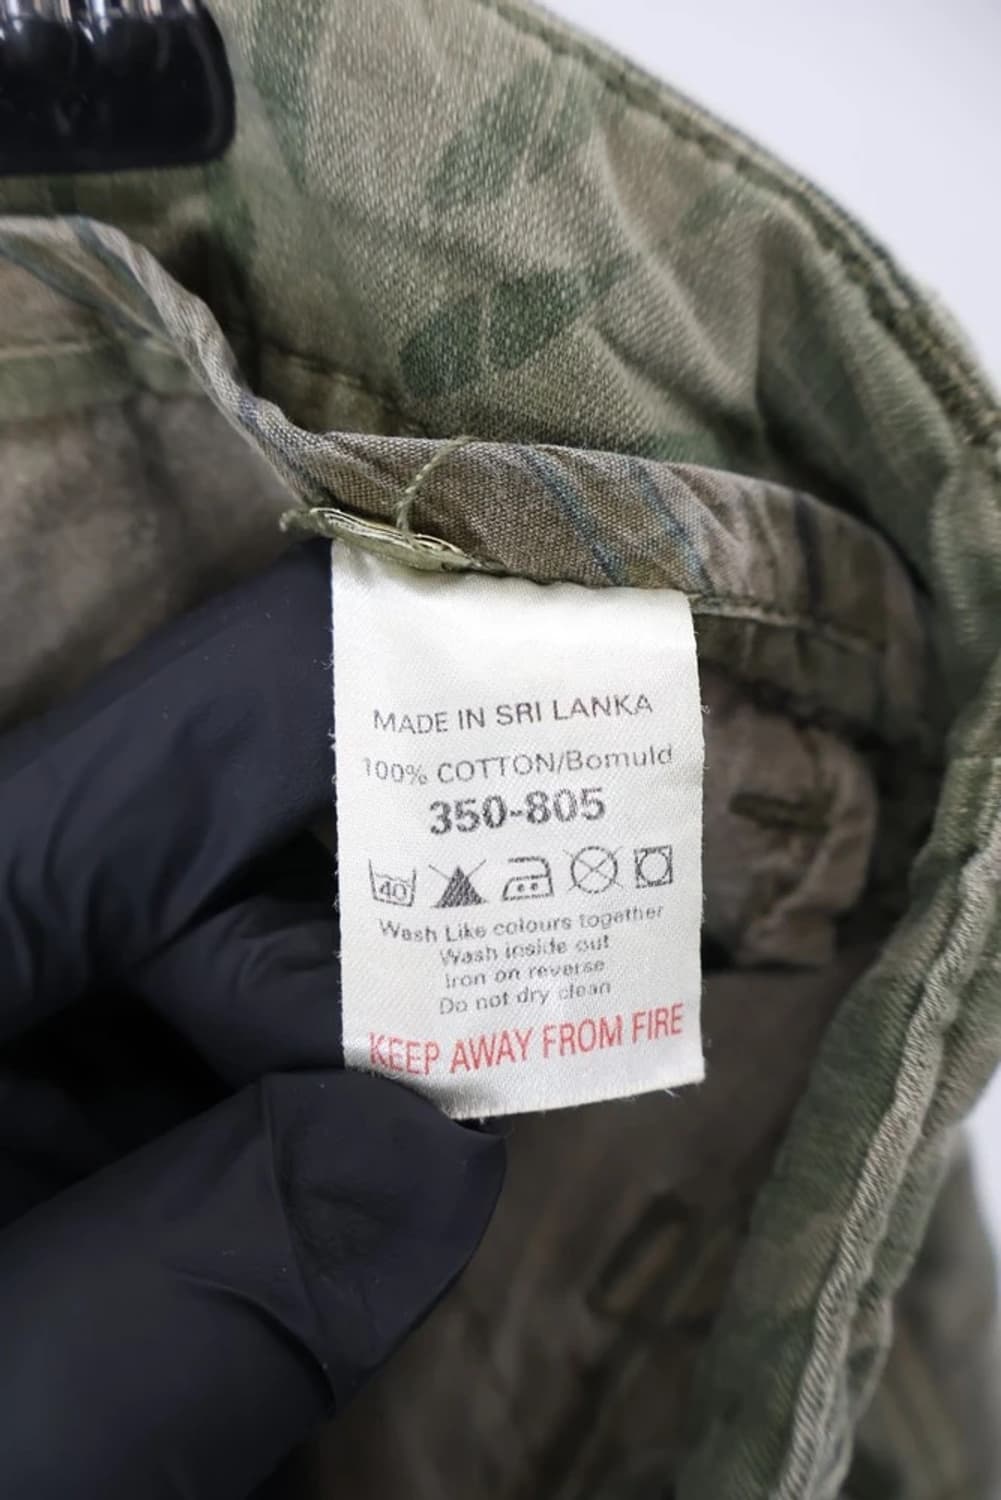 MADE IN SRI LANKA
100% COTTON/Bomuld
350-805
40
Wash Like colours together
Wash inside out
Iron on reverse
Do not dry clean
KEEP AWAY FROM FIRE